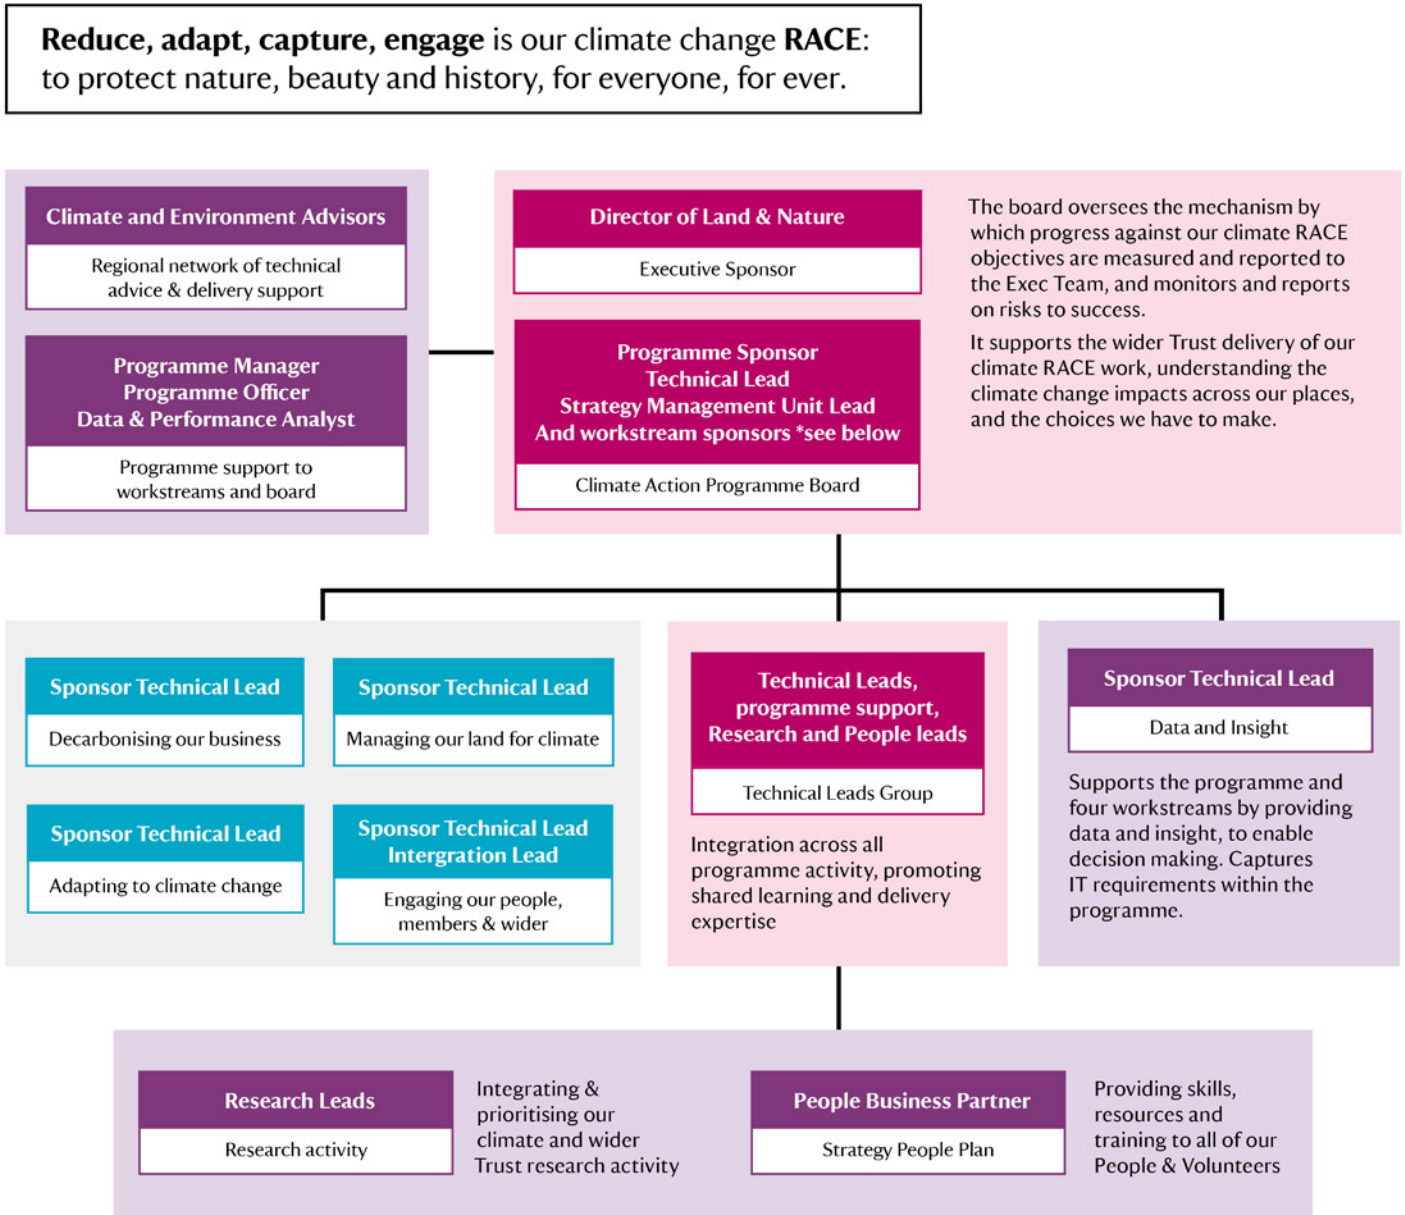 Reduce, adapt, capture, engage is our climate change RACE:
to protect nature, beauty and history, for everyone, for ever.
Climate and Environment Advisors
Regional network of technical
advice & delivery support
Programme Manager
Programme Officer
Data & Performance Analyst
Programme support to
workstreams and board
Director of Land & Nature
Executive Sponsor
Programme Sponsor
Technical Lead
Strategy Management Unit Lead
And workstream sponsors *see below
Climate Action Programme Board
The board oversees the mechanism by
which progress against our climate RACE
objectives are measured and reported to
the Exec Team, and monitors and reports
on risks to success.
It supports the wider Trust delivery of our
climate RACE work, understanding the
climate change impacts across our places,
and the choices we have to make.
Sponsor Technical Lead
Decarbonising our business
Sponsor Technical Lead
Managing our land for climate
Sponsor Technical Lead
Adapting to climate change
Sponsor Technical Lead
Intergration Lead
Engaging our people,
members & wider
Technical Leads,
programme support,
Research and People leads
Technical Leads Group
Integration across all
programme activity, promoting
shared learning and delivery
expertise
Sponsor Technical Lead
Data and Insight
Supports the programme and
four workstreams by providing
data and insight, to enable
decision making. Captures
IT requirements within the
programme.
Research Leads
Research activity
Integrating &
prioritising our
climate and wider
Trust research activity
People Business Partner
Strategy People Plan
Providing skills,
resources and
training to all of our
People & Volunteers